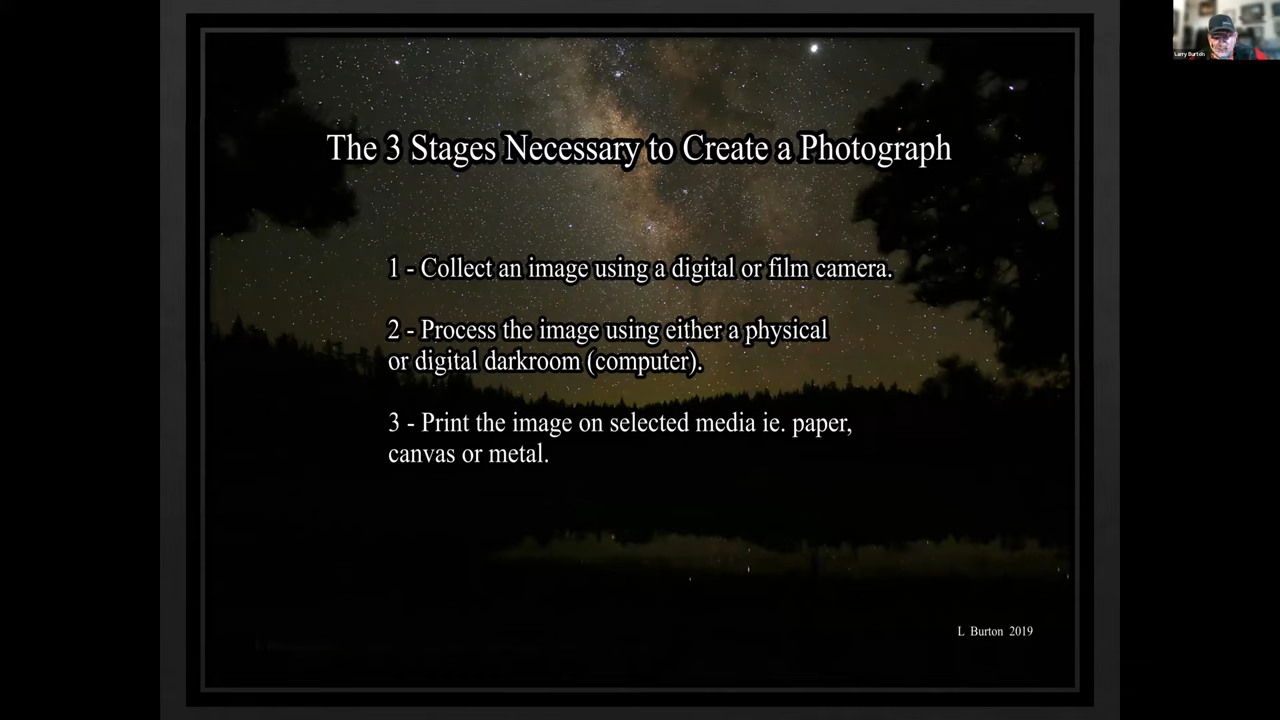 Larry Burton
The 3 Stages Necessary to Create a Photograph
1 - Collect an image using a digital or film camera.
2 - Process the image using either a physical
or digital darkroom (computer).
3 - Print the image on selected media ie. paper,
canvas or metal.
L Burton 2019